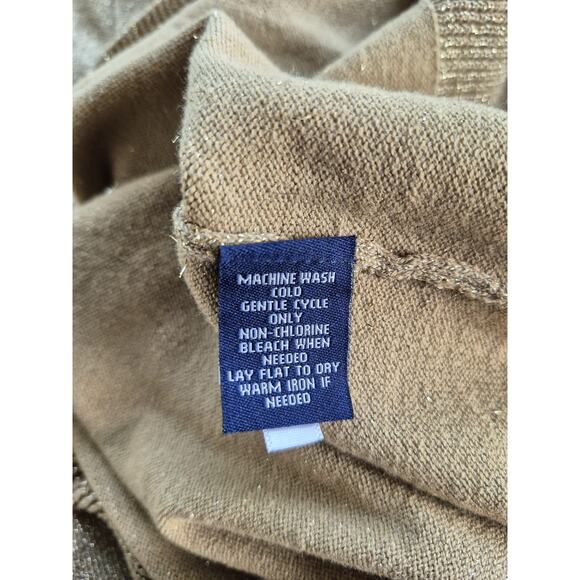 MACHINE WASH
COLD
GENTLE CYCLE
ONLY
NON-CHLORINE
BLEACH WHEN
NEEDED
LAY FLAT TO DRY
WARM IRON IF
NEEDED